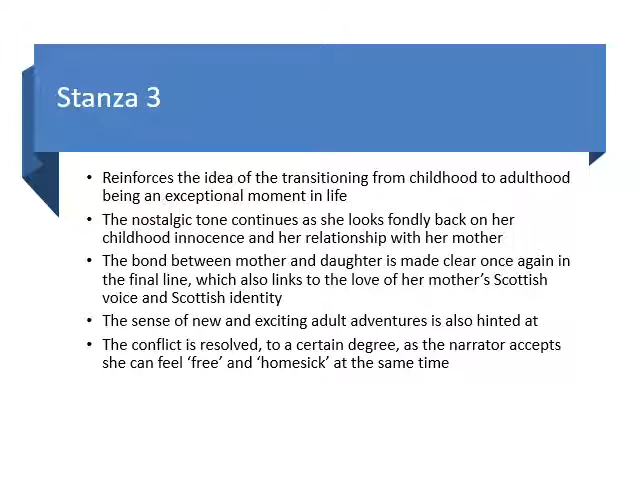 Stanza 3
• Reinforces the idea of the transitioning from childhood to adulthood
being an exceptional moment in life
• The nostalgic tone continues as she looks fondly back on her
childhood innocence and her relationship with her mother
• The bond between mother and daughter is made clear once again in
the final line, which also links to the love of her mother’s Scottish
voice and Scottish identity
• The sense of new and exciting adult adventures is also hinted at
• The conflict is resolved, to a certain degree, as the narrator accepts
she can feel ‘free’ and ‘homesick’ at the same time